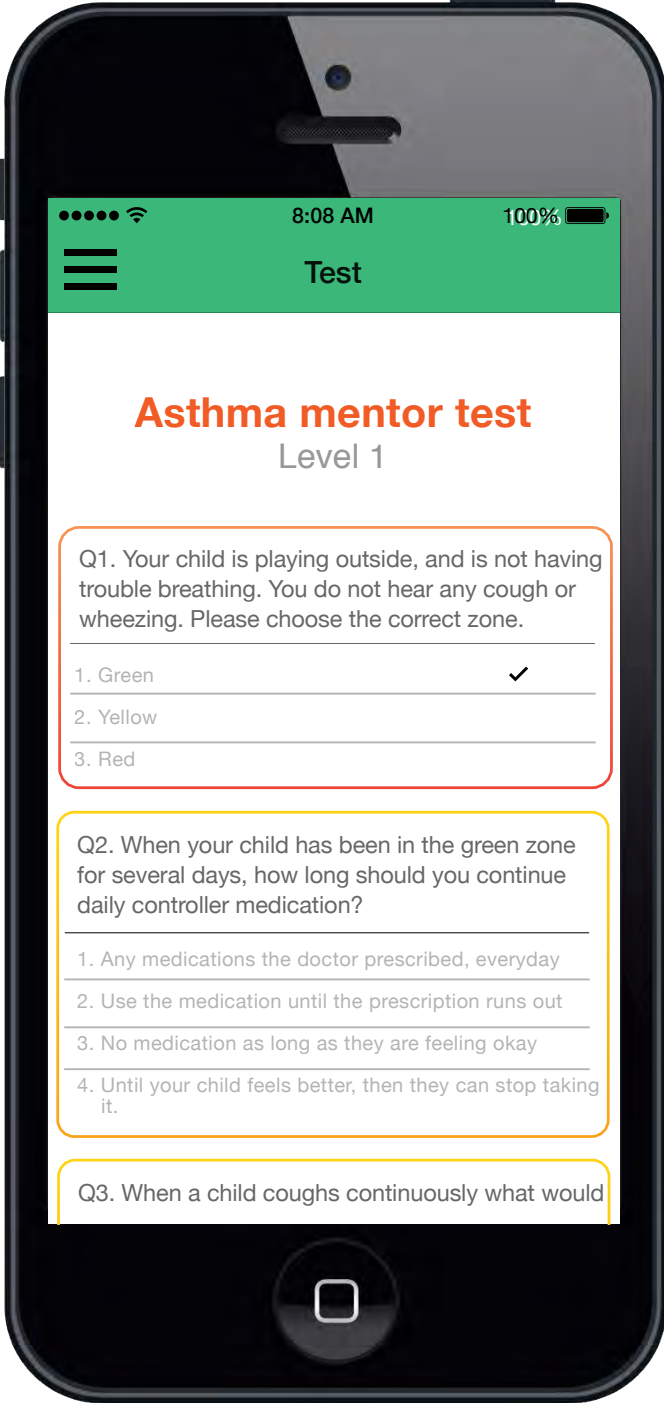 8:08 AM 100%
Test
Asthma mentor test
Level 1
Q1. Your child is playing outside, and is not having
trouble breathing. You do not hear any cough or
wheezing. Please choose the correct zone.
1. Green
2. Yellow
3. Red
Q2. When your child has been in the green zone
for several days, how long should you continue
daily controller medication?
1. Any medications the doctor prescribed, everyday
2. Use the medication until the prescription runs out
3. No medication as long as they are feeling okay
4. Until your child feels better, then they can stop taking
it.
Q3. When a child coughs continuously what would